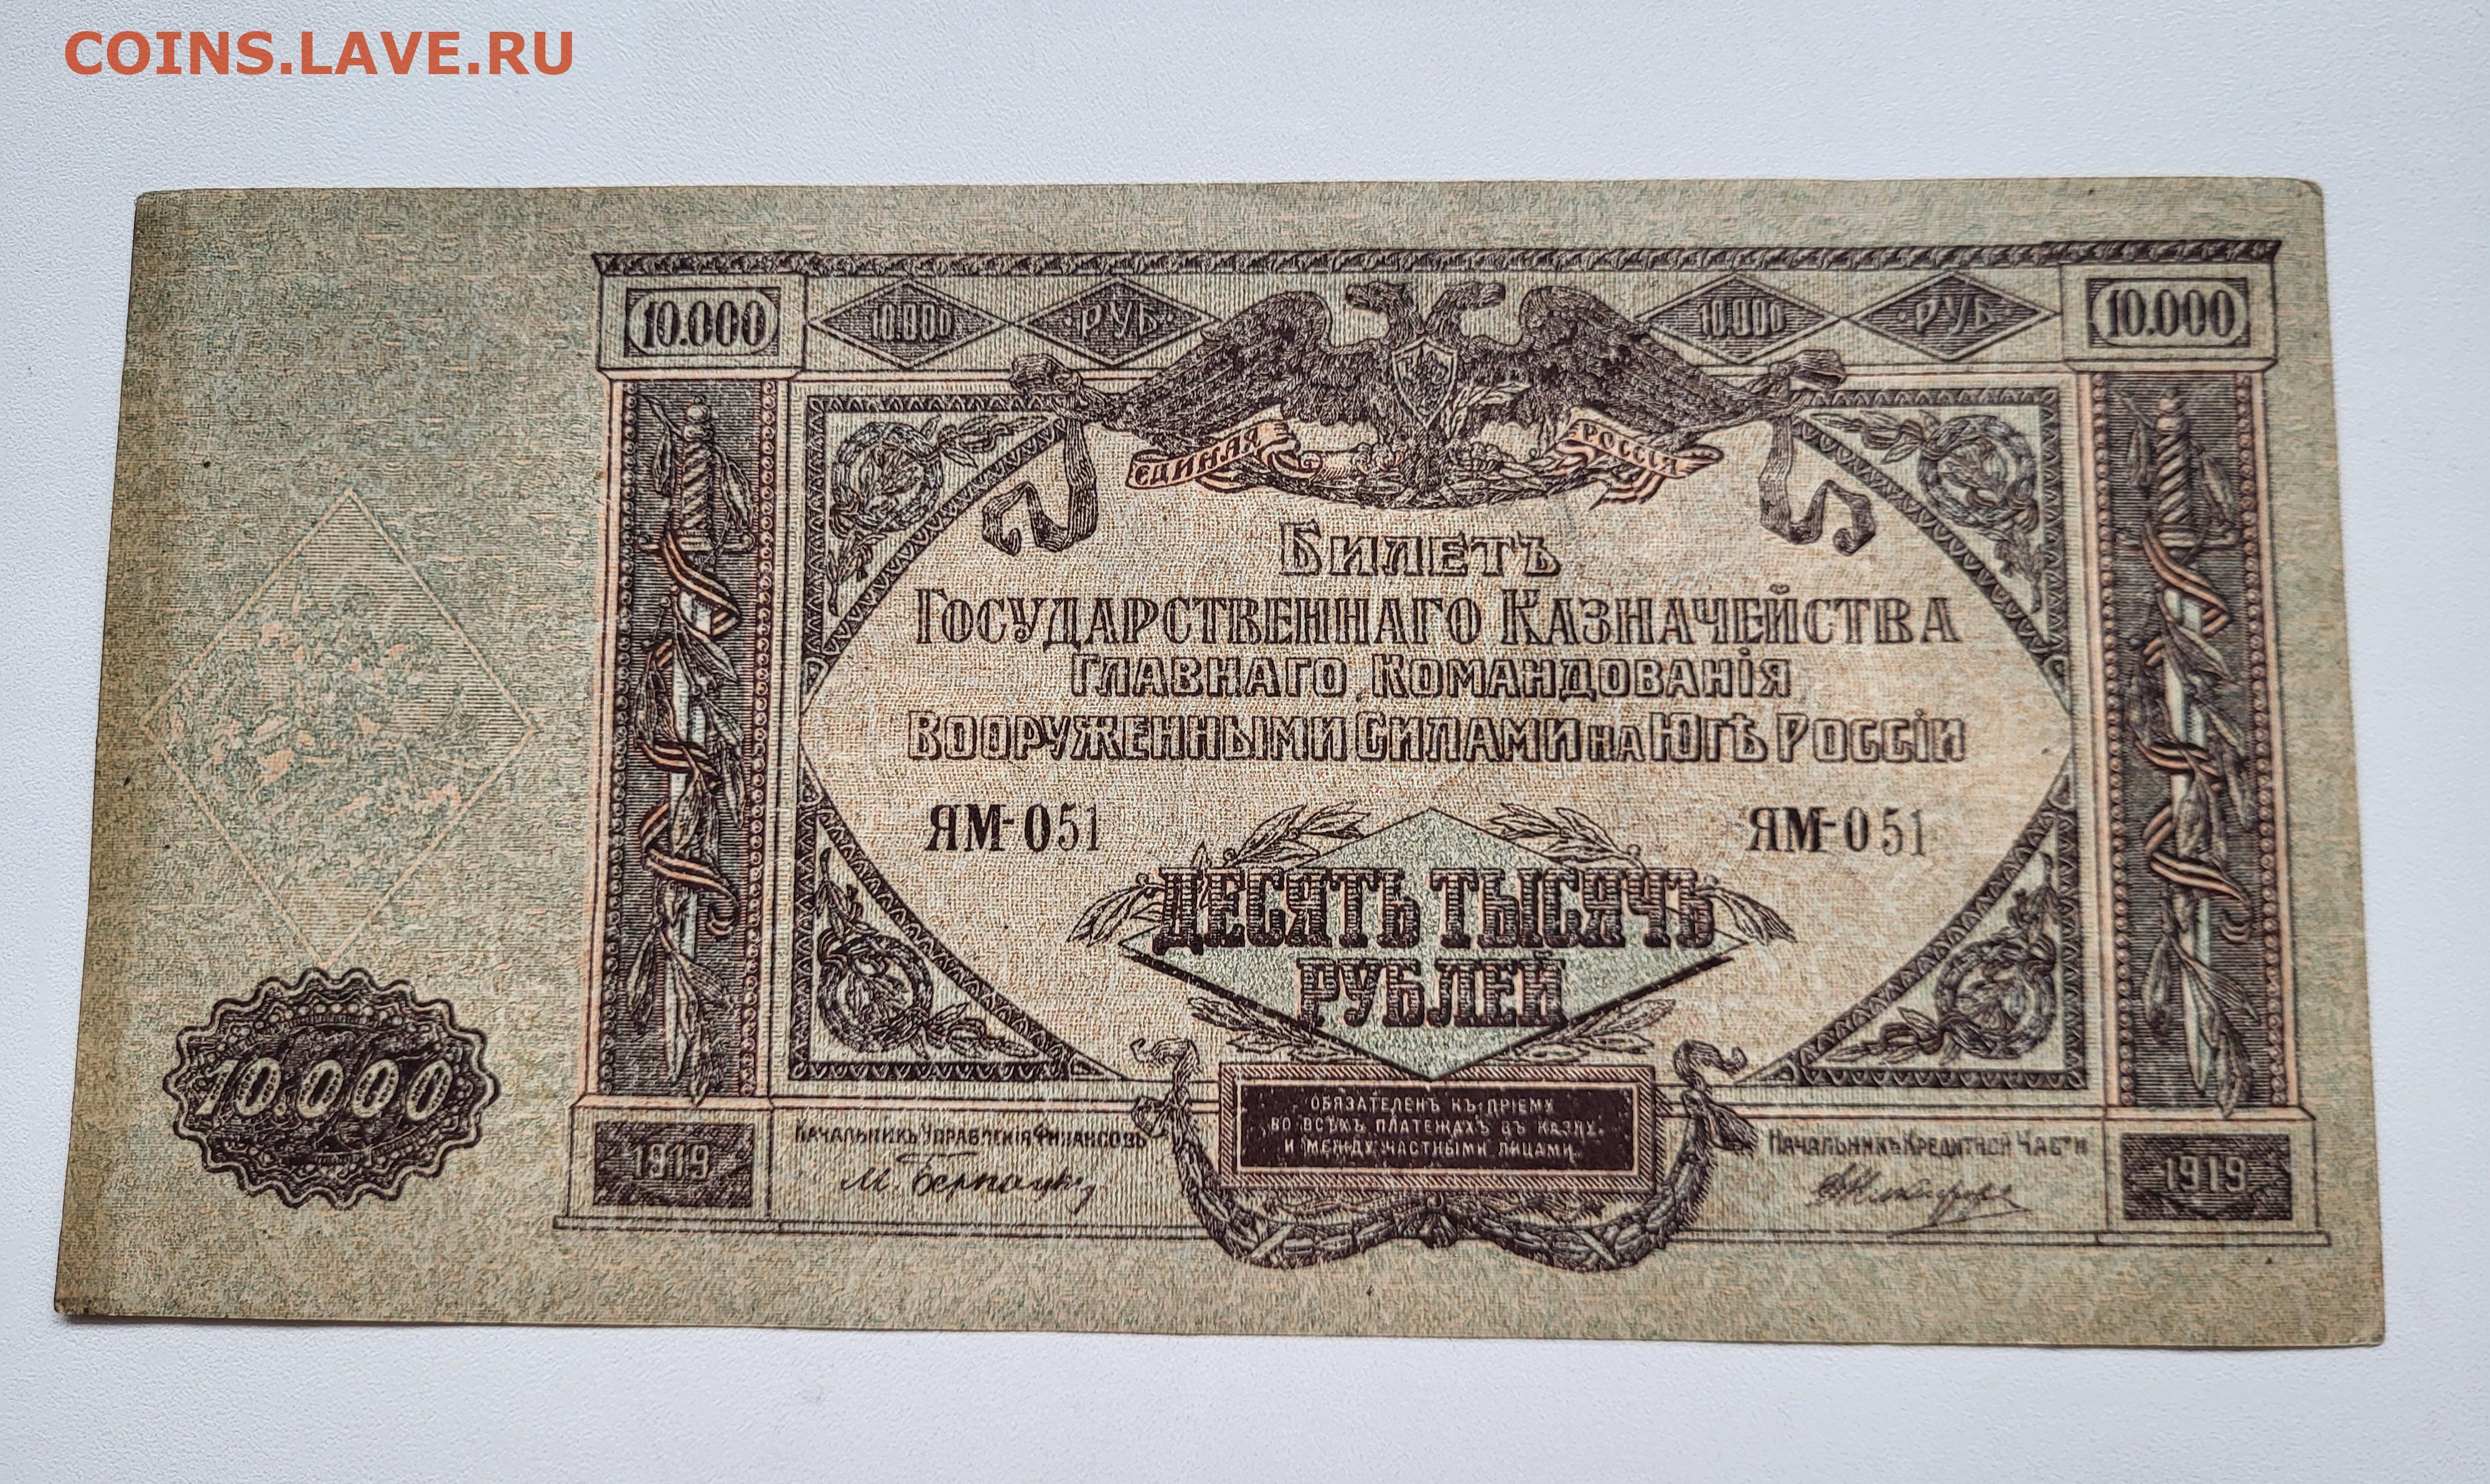 COINS.LAVE.RU
10.000 10.000 РУБ 10.000 РУБ 10.000
ЕДИНАЯ РОССІЯ
БИЛЕТЪ
ГОСУДАРСТВЕННАГО КАЗНАЧЕЙСТВА
ГЛАВНАГО КОМАНДОВАНІЯ
ВООРУЖЕННЫМИ СИЛАМИ НА ЮГѢ РОССІИ
ЯМ-051 ЯМ-051
ДЕСЯТЬ ТЫСЯЧЪ
РУБЛЕЙ
10.000
ОБЯЗАТЕЛЕНЪ КЪ ПРІЕМУ
ВО ВСѢХЪ ПЛАТЕЖАХЪ ВЪ КАЗНУ,
И МЕЖДУ ЧАСТНЫМИ ЛИЦАМИ.
НАЧАЛЬНИКЪ УПРАВЛЕНІЯ ФИНАНСОВЪ
М. Бернацкій
НАЧАЛЬНИКЪ КРЕДИТНОЙ ЧАСТИ
1919 1919